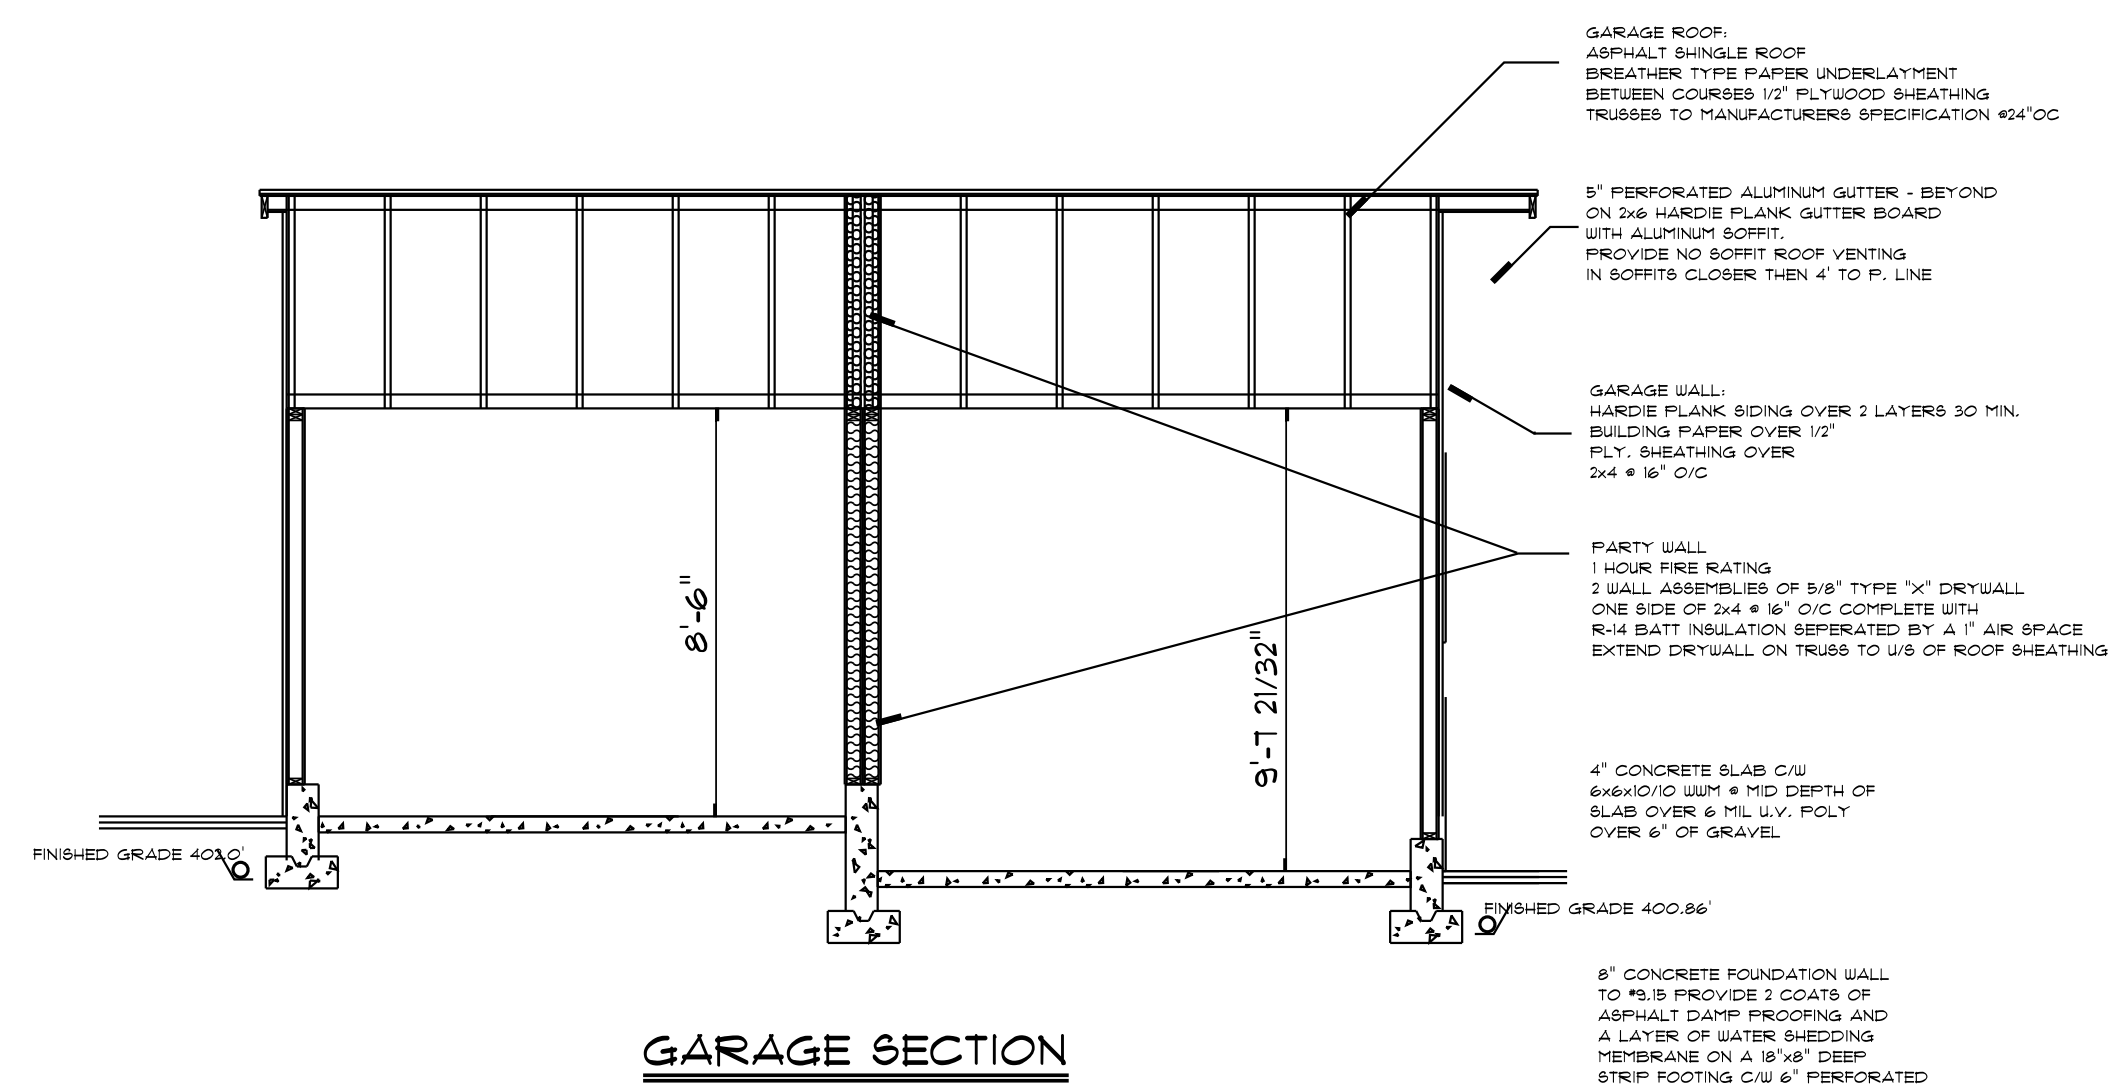 GARAGE ROOF:
ASPHALT SHINGLE ROOF
BREATHER TYPE PAPER UNDERLAYMENT
BETWEEN COURSES 1/2" PLYWOOD SHEATHING
TRUSSES TO MANUFACTURERS SPECIFICATION @24"OC
5" PERFORATED ALUMINUM GUTTER - BEYOND
ON 2x6 HARDIE PLANK GUTTER BOARD
WITH ALUMINUM SOFFIT.
PROVIDE NO SOFFIT ROOF VENTING
IN SOFFITS CLOSER THEN 4' TO P. LINE
GARAGE WALL:
HARDIE PLANK SIDING OVER 2 LAYERS 30 MIN.
BUILDING PAPER OVER 1/2"
PLY. SHEATHING OVER
2x4 @ 16" O/C
PARTY WALL
1 HOUR FIRE RATING
2 WALL ASSEMBLIES OF 5/8" TYPE "X" DRYWALL
ONE SIDE OF 2x4 @ 16" O/C COMPLETE WITH
R-14 BATT INSULATION SEPERATED BY A 1" AIR SPACE
EXTEND DRYWALL ON TRUSS TO U/S OF ROOF SHEATHING
8'-6"
9'-7 21/32"
4" CONCRETE SLAB C/W
6x6x10/10 WWM @ MID DEPTH OF
SLAB OVER 6 MIL U.V. POLY
OVER 6" OF GRAVEL
FINISHED GRADE 402.0'
FINISHED GRADE 400.86'
8" CONCRETE FOUNDATION WALL
TO #9.15 PROVIDE 2 COATS OF
ASPHALT DAMP PROOFING AND
A LAYER OF WATER SHEDDING
MEMBRANE ON A 18"x8" DEEP
STRIP FOOTING C/W 6" PERFORATED
GARAGE SECTION